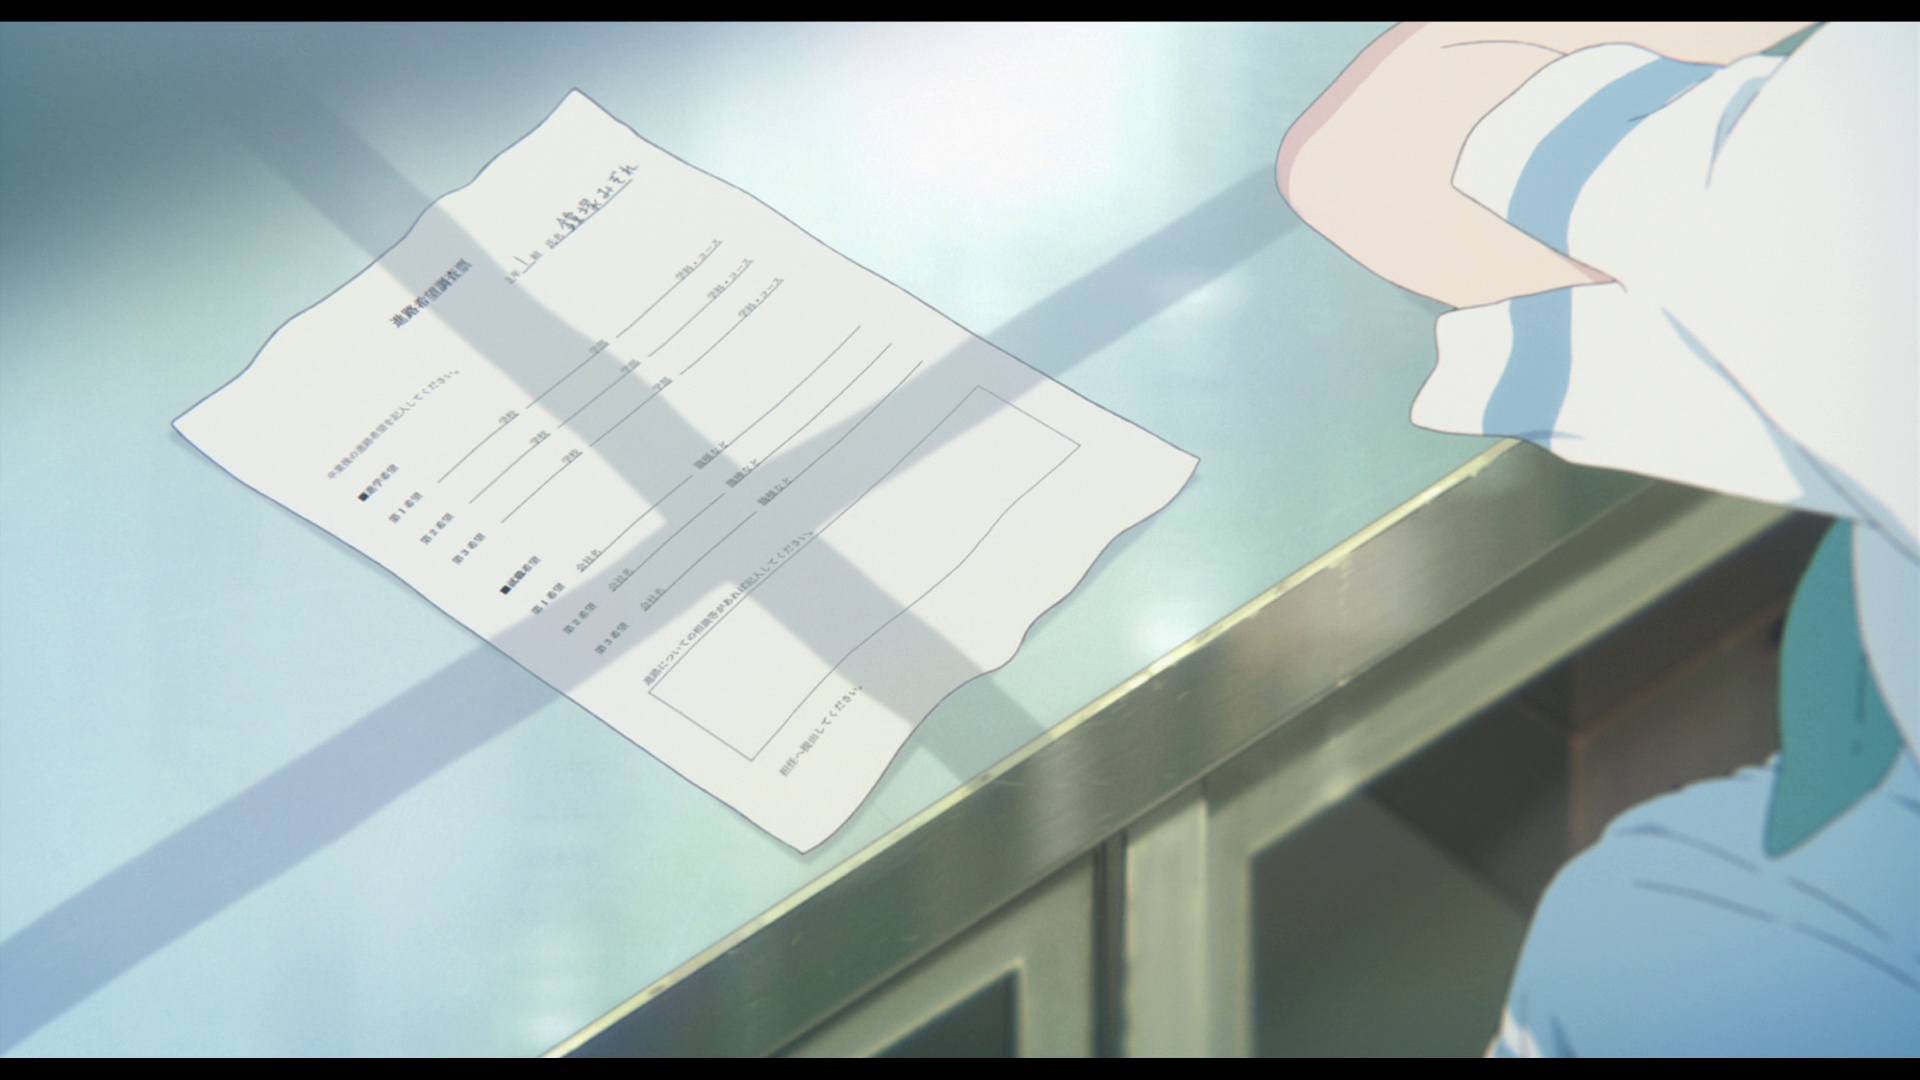 進路希望調査票
3年 1組 氏名 鎧塚みぞれ
卒業後の進路希望を記入してください。
■進学希望
第1希望 学校 学部 学科・コース
第2希望 学校 学部 学科・コース
第3希望 学校 学部 学科・コース
■就職希望
第1希望 会社名 職種など
第2希望 会社名 職種など
第3希望 会社名 職種など
進路についての相談等があれば記入してください。
担任へ提出してください。